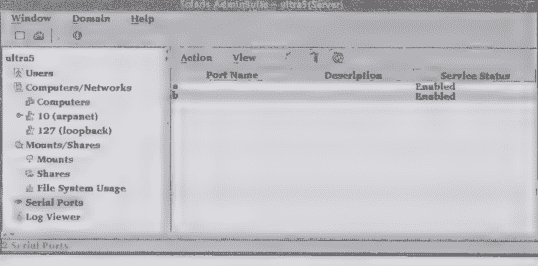 Solaris AdminSuite - ultra5(Server)
Window Domain Help
ultra5
Users
Computers/Networks
Computers
10 (arpanet)
127 (loopback)
Mounts/Shares
Mounts
Shares
File System Usage
Serial Ports
Log Viewer
Action View
Port Name Description Service Status
a Enabled
b Enabled
2 Serial Ports